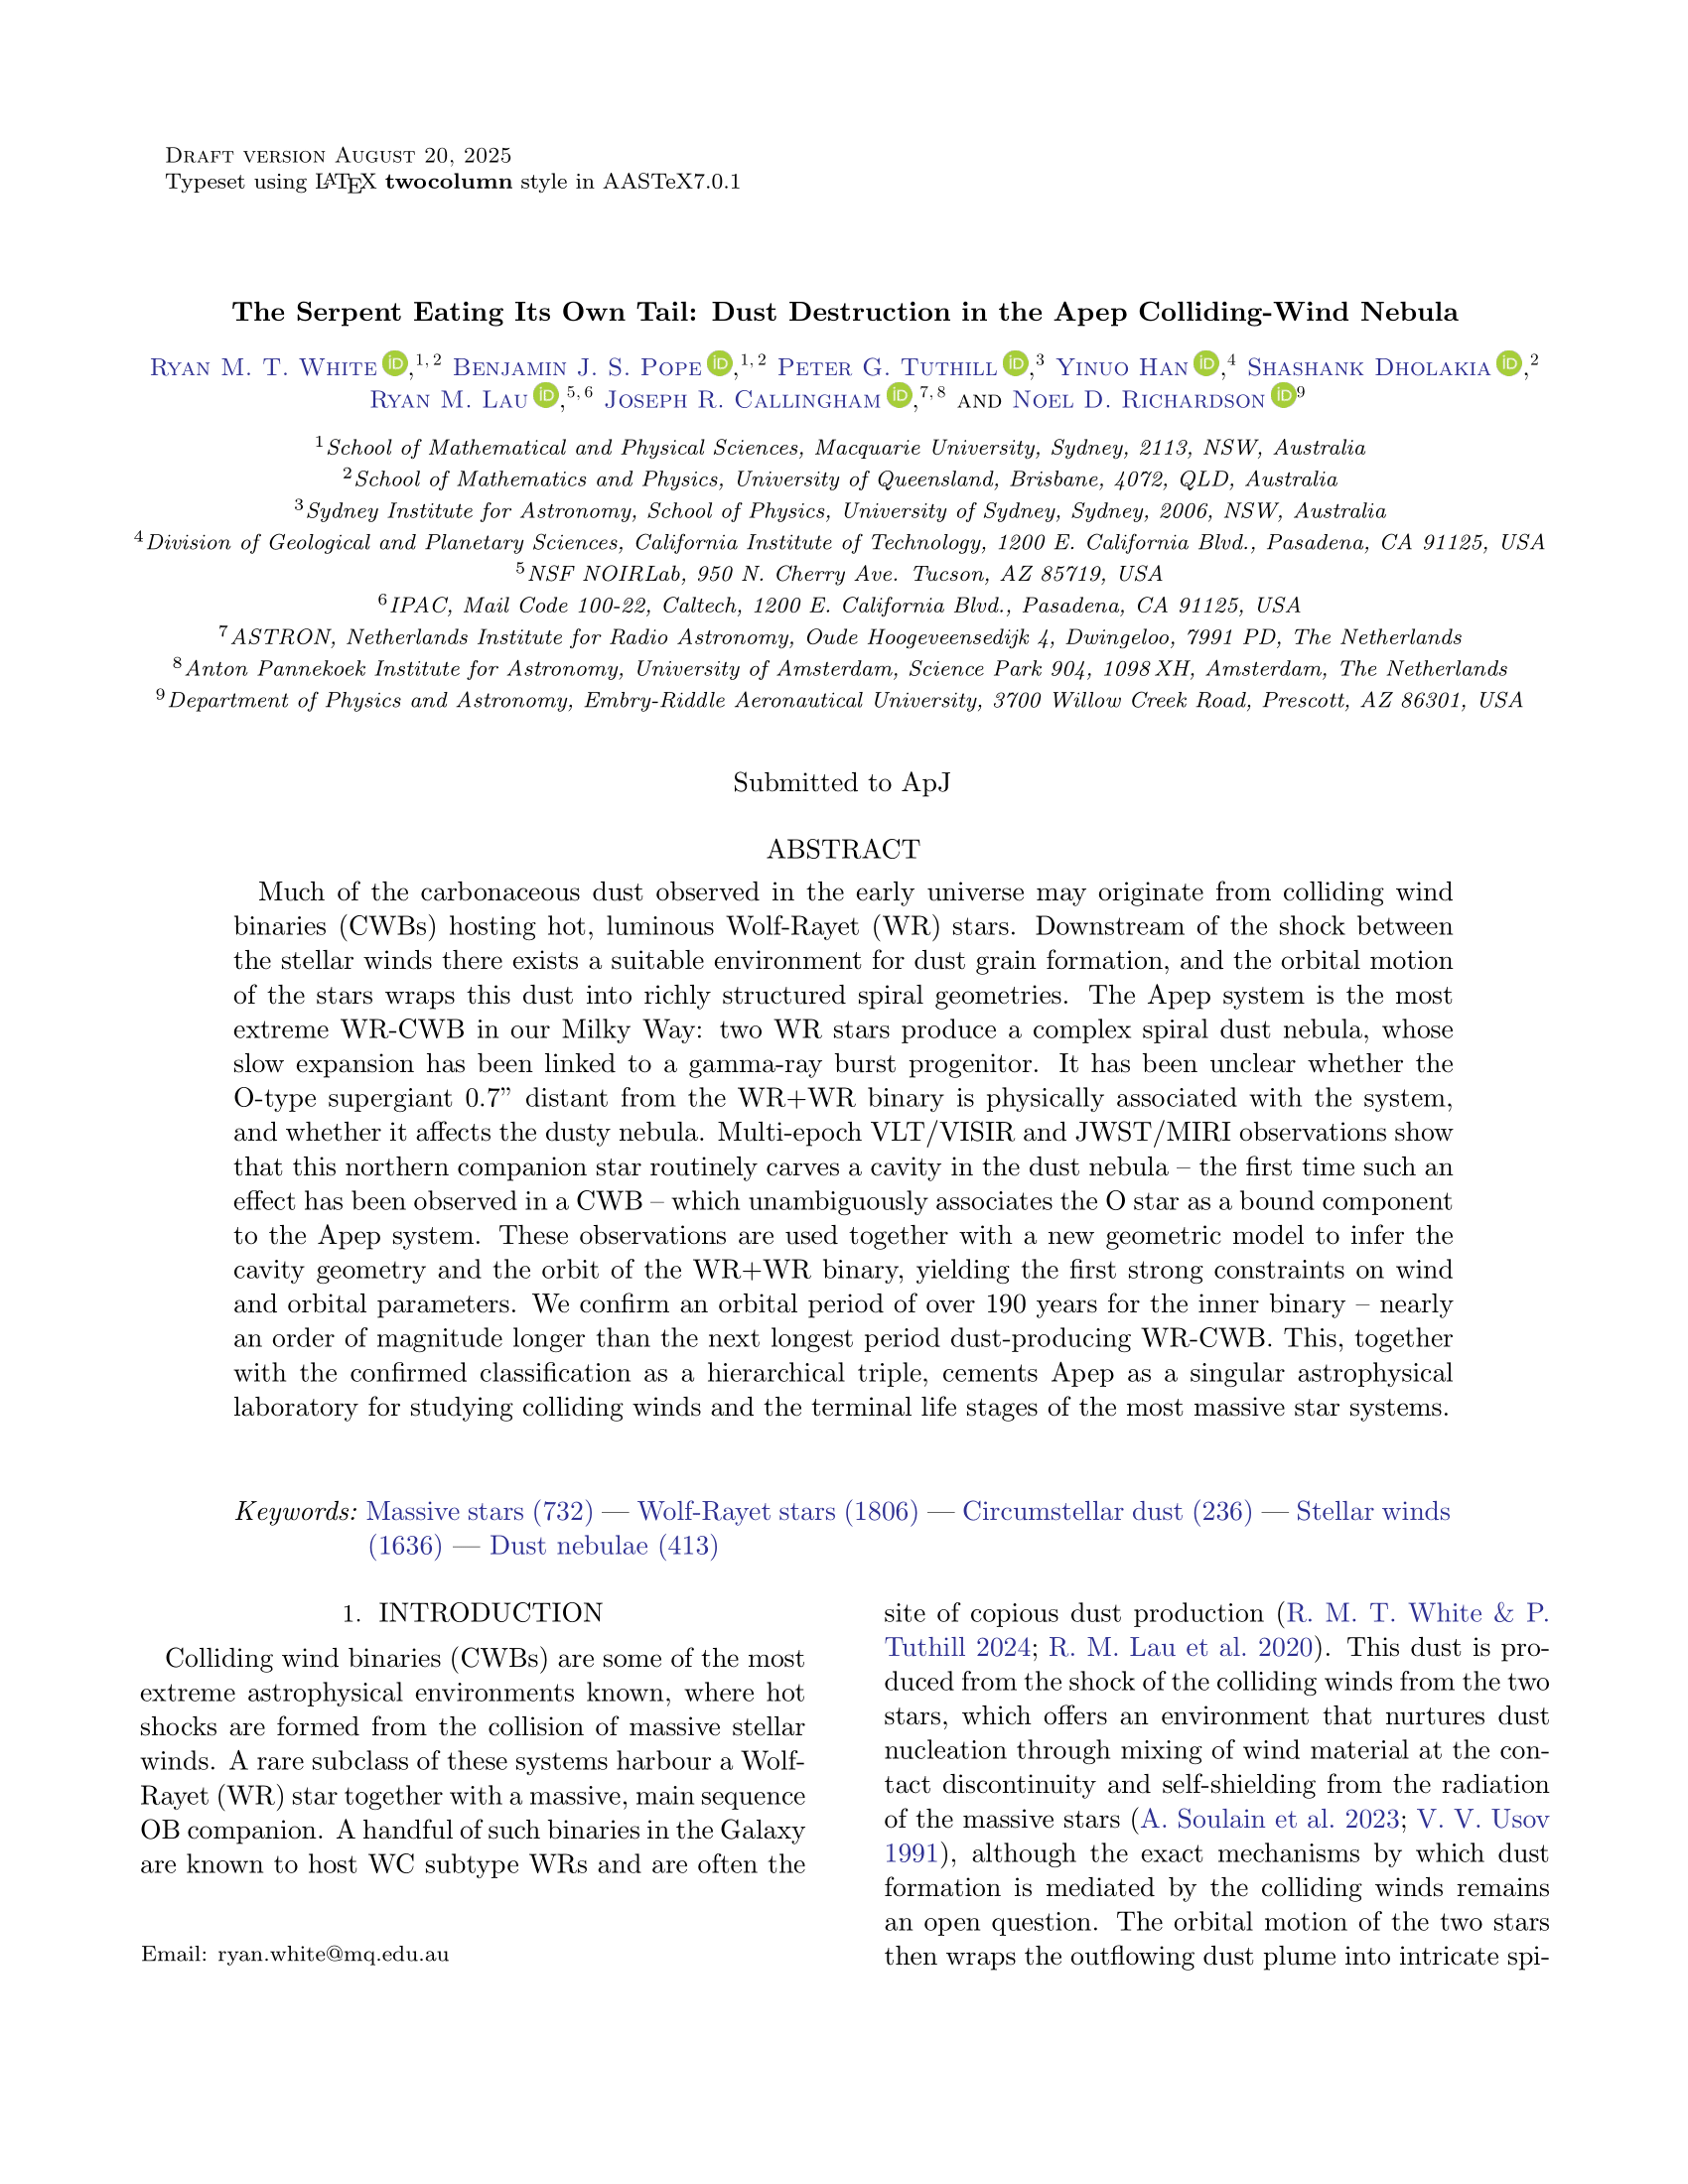 Draft version August 20, 2025
Typeset using LATEX twocolumn style in AASTeX7.0.1
The Serpent Eating Its Own Tail: Dust Destruction in the Apep Colliding-Wind Nebula
Ryan M. T. White iD,1, 2 Benjamin J. S. Pope iD,1, 2 Peter G. Tuthill iD,3 Yinuo Han iD,4 Shashank Dholakia iD,2
Ryan M. Lau iD,5, 6 Joseph R. Callingham iD,7, 8 and Noel D. Richardson iD9
1School of Mathematical and Physical Sciences, Macquarie University, Sydney, 2113, NSW, Australia
2School of Mathematics and Physics, University of Queensland, Brisbane, 4072, QLD, Australia
3Sydney Institute for Astronomy, School of Physics, University of Sydney, Sydney, 2006, NSW, Australia
4Division of Geological and Planetary Sciences, California Institute of Technology, 1200 E. California Blvd., Pasadena, CA 91125, USA
5NSF NOIRLab, 950 N. Cherry Ave. Tucson, AZ 85719, USA
6IPAC, Mail Code 100-22, Caltech, 1200 E. California Blvd., Pasadena, CA 91125, USA
7ASTRON, Netherlands Institute for Radio Astronomy, Oude Hoogeveensedijk 4, Dwingeloo, 7991 PD, The Netherlands
8Anton Pannekoek Institute for Astronomy, University of Amsterdam, Science Park 904, 1098 XH, Amsterdam, The Netherlands
9Department of Physics and Astronomy, Embry-Riddle Aeronautical University, 3700 Willow Creek Road, Prescott, AZ 86301, USA
Submitted to ApJ
ABSTRACT
Much of the carbonaceous dust observed in the early universe may originate from colliding wind
binaries (CWBs) hosting hot, luminous Wolf-Rayet (WR) stars. Downstream of the shock between
the stellar winds there exists a suitable environment for dust grain formation, and the orbital motion
of the stars wraps this dust into richly structured spiral geometries. The Apep system is the most
extreme WR-CWB in our Milky Way: two WR stars produce a complex spiral dust nebula, whose
slow expansion has been linked to a gamma-ray burst progenitor. It has been unclear whether the
O-type supergiant 0.7” distant from the WR+WR binary is physically associated with the system,
and whether it affects the dusty nebula. Multi-epoch VLT/VISIR and JWST/MIRI observations show
that this northern companion star routinely carves a cavity in the dust nebula – the first time such an
effect has been observed in a CWB – which unambiguously associates the O star as a bound component
to the Apep system. These observations are used together with a new geometric model to infer the
cavity geometry and the orbit of the WR+WR binary, yielding the first strong constraints on wind
and orbital parameters. We confirm an orbital period of over 190 years for the inner binary – nearly
an order of magnitude longer than the next longest period dust-producing WR-CWB. This, together
with the confirmed classification as a hierarchical triple, cements Apep as a singular astrophysical
laboratory for studying colliding winds and the terminal life stages of the most massive star systems.
Keywords: Massive stars (732) — Wolf-Rayet stars (1806) — Circumstellar dust (236) — Stellar winds
(1636) — Dust nebulae (413)
1. INTRODUCTION
Colliding wind binaries (CWBs) are some of the most
extreme astrophysical environments known, where hot
shocks are formed from the collision of massive stellar
winds. A rare subclass of these systems harbour a Wolf-
Rayet (WR) star together with a massive, main sequence
OB companion. A handful of such binaries in the Galaxy
are known to host WC subtype WRs and are often the
Email: ryan.white@mq.edu.au
site of copious dust production (R. M. T. White & P.
Tuthill 2024; R. M. Lau et al. 2020). This dust is pro-
duced from the shock of the colliding winds from the two
stars, which offers an environment that nurtures dust
nucleation through mixing of wind material at the con-
tact discontinuity and self-shielding from the radiation
of the massive stars (A. Soulain et al. 2023; V. V. Usov
1991), although the exact mechanisms by which dust
formation is mediated by the colliding winds remains
an open question. The orbital motion of the two stars
then wraps the outflowing dust plume into intricate spi-